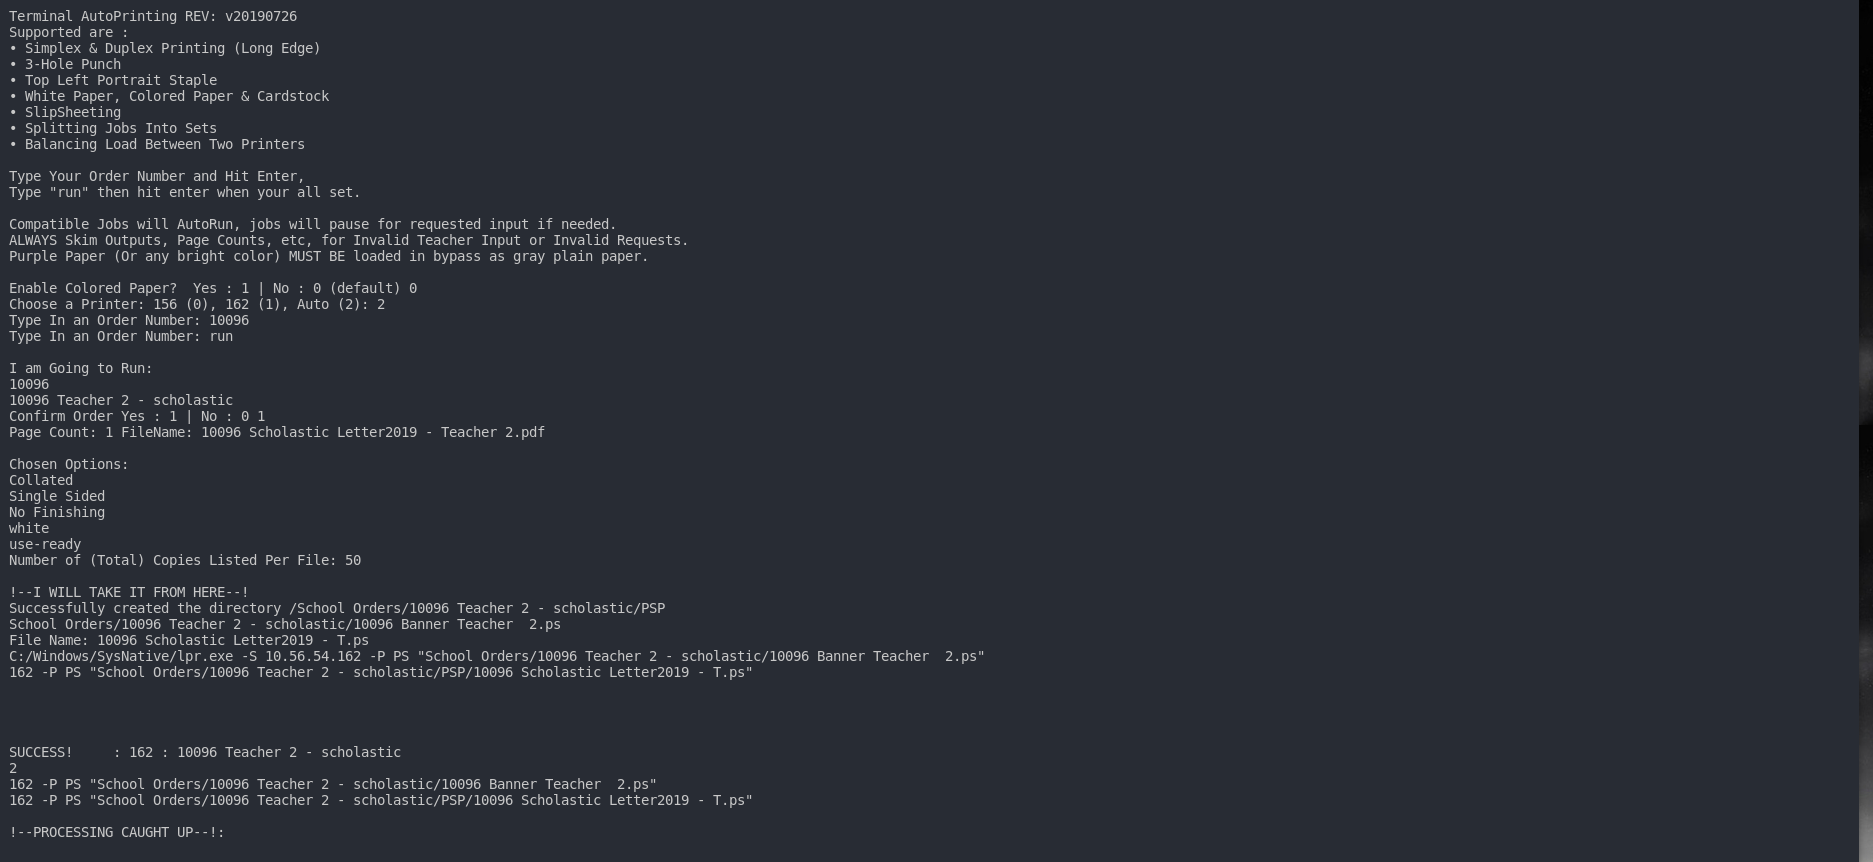 Terminal AutoPrinting REV: v20190726
Supported are :
• Simplex & Duplex Printing (Long Edge)
• 3-Hole Punch
• Top Left Portrait Staple
• White Paper, Colored Paper & Cardstock
• SlipSheeting
• Splitting Jobs Into Sets
• Balancing Load Between Two Printers
Type Your Order Number and Hit Enter,
Type "run" then hit enter when your all set.
Compatible Jobs will AutoRun, jobs will pause for requested input if needed.
ALWAYS Skim Outputs, Page Counts, etc, for Invalid Teacher Input or Invalid Requests.
Purple Paper (Or any bright color) MUST BE loaded in bypass as gray plain paper.
Enable Colored Paper?  Yes : 1 | No : 0 (default) 0
Choose a Printer: 156 (0), 162 (1), Auto (2): 2
Type In an Order Number: 10096
Type In an Order Number: run
I am Going to Run:
10096
10096 Teacher 2 - scholastic
Confirm Order Yes : 1 | No : 0 1
Page Count: 1 FileName: 10096 Scholastic Letter2019 - Teacher 2.pdf
Chosen Options:
Collated
Single Sided
No Finishing
white
use-ready
Number of (Total) Copies Listed Per File: 50
!--I WILL TAKE IT FROM HERE--!
Successfully created the directory /School Orders/10096 Teacher 2 - scholastic/PSP
School Orders/10096 Teacher 2 - scholastic/10096 Banner Teacher  2.ps
File Name: 10096 Scholastic Letter2019 - T.ps
C:/Windows/SysNative/lpr.exe -S 10.56.54.162 -P PS "School Orders/10096 Teacher 2 - scholastic/10096 Banner Teacher  2.ps"
162 -P PS "School Orders/10096 Teacher 2 - scholastic/PSP/10096 Scholastic Letter2019 - T.ps"
SUCCESS!     : 162 : 10096 Teacher 2 - scholastic
2
162 -P PS "School Orders/10096 Teacher 2 - scholastic/10096 Banner Teacher  2.ps"
162 -P PS "School Orders/10096 Teacher 2 - scholastic/PSP/10096 Scholastic Letter2019 - T.ps"
!--PROCESSING CAUGHT UP--!: